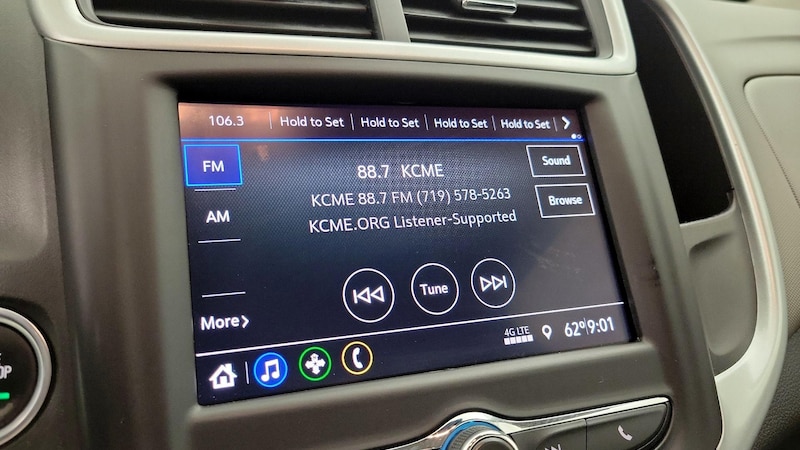 106.3 Hold to Set Hold to Set Hold to Set Hold to Set
FM
88.7 KCME
Sound
KCME 88.7 FM (719) 578-5263
Browse
AM
KCME.ORG Listener-Supported
Tune
More
4G LTE
62° 9:01
OP